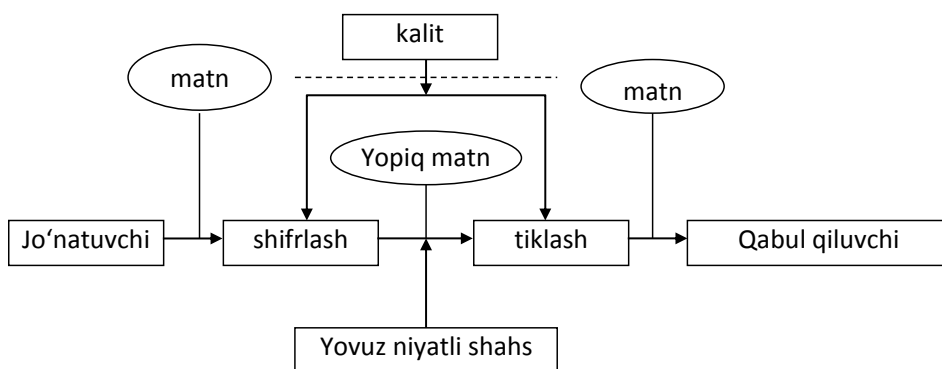 kalit
matn
matn
Yopiq matn
Jo‘natuvchi
shifrlash
tiklash
Qabul qiluvchi
Yovuz niyatli shahs